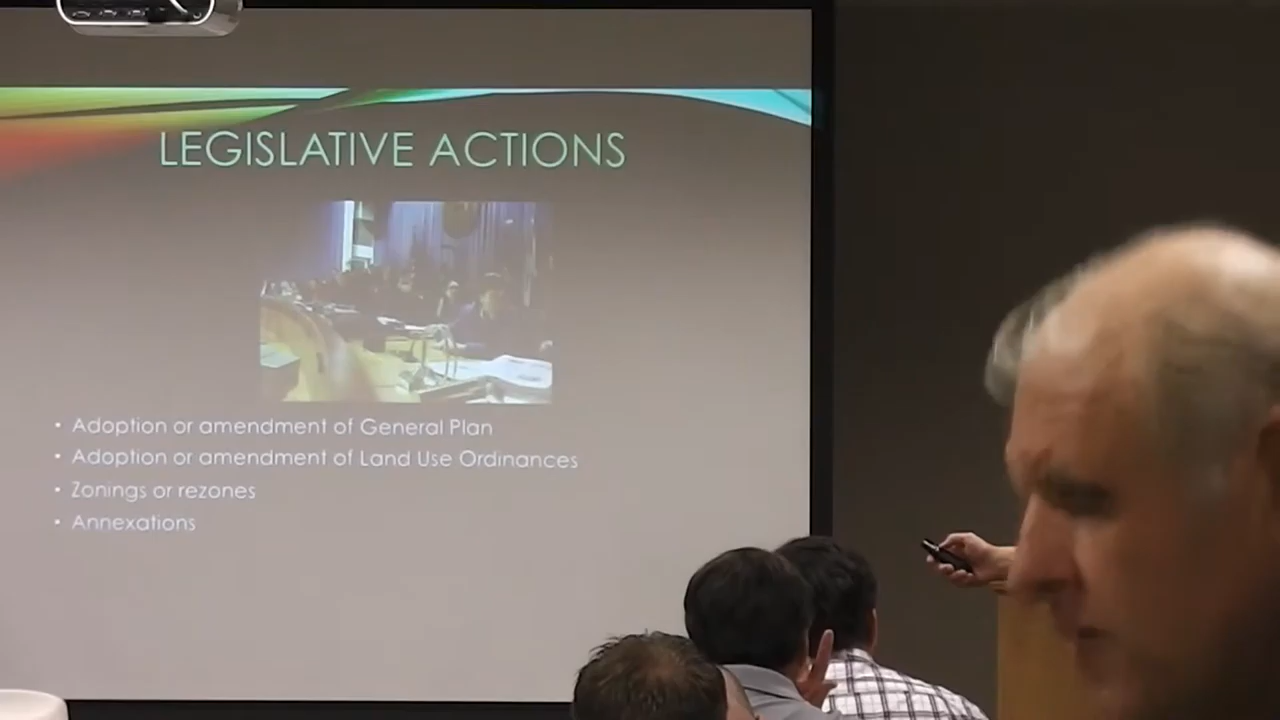 LEGISLATIVE ACTIONS
• Adoption or amendment of General Plan
• Adoption or amendment of Land Use Ordinances
• Zonings or rezones
• Annexations